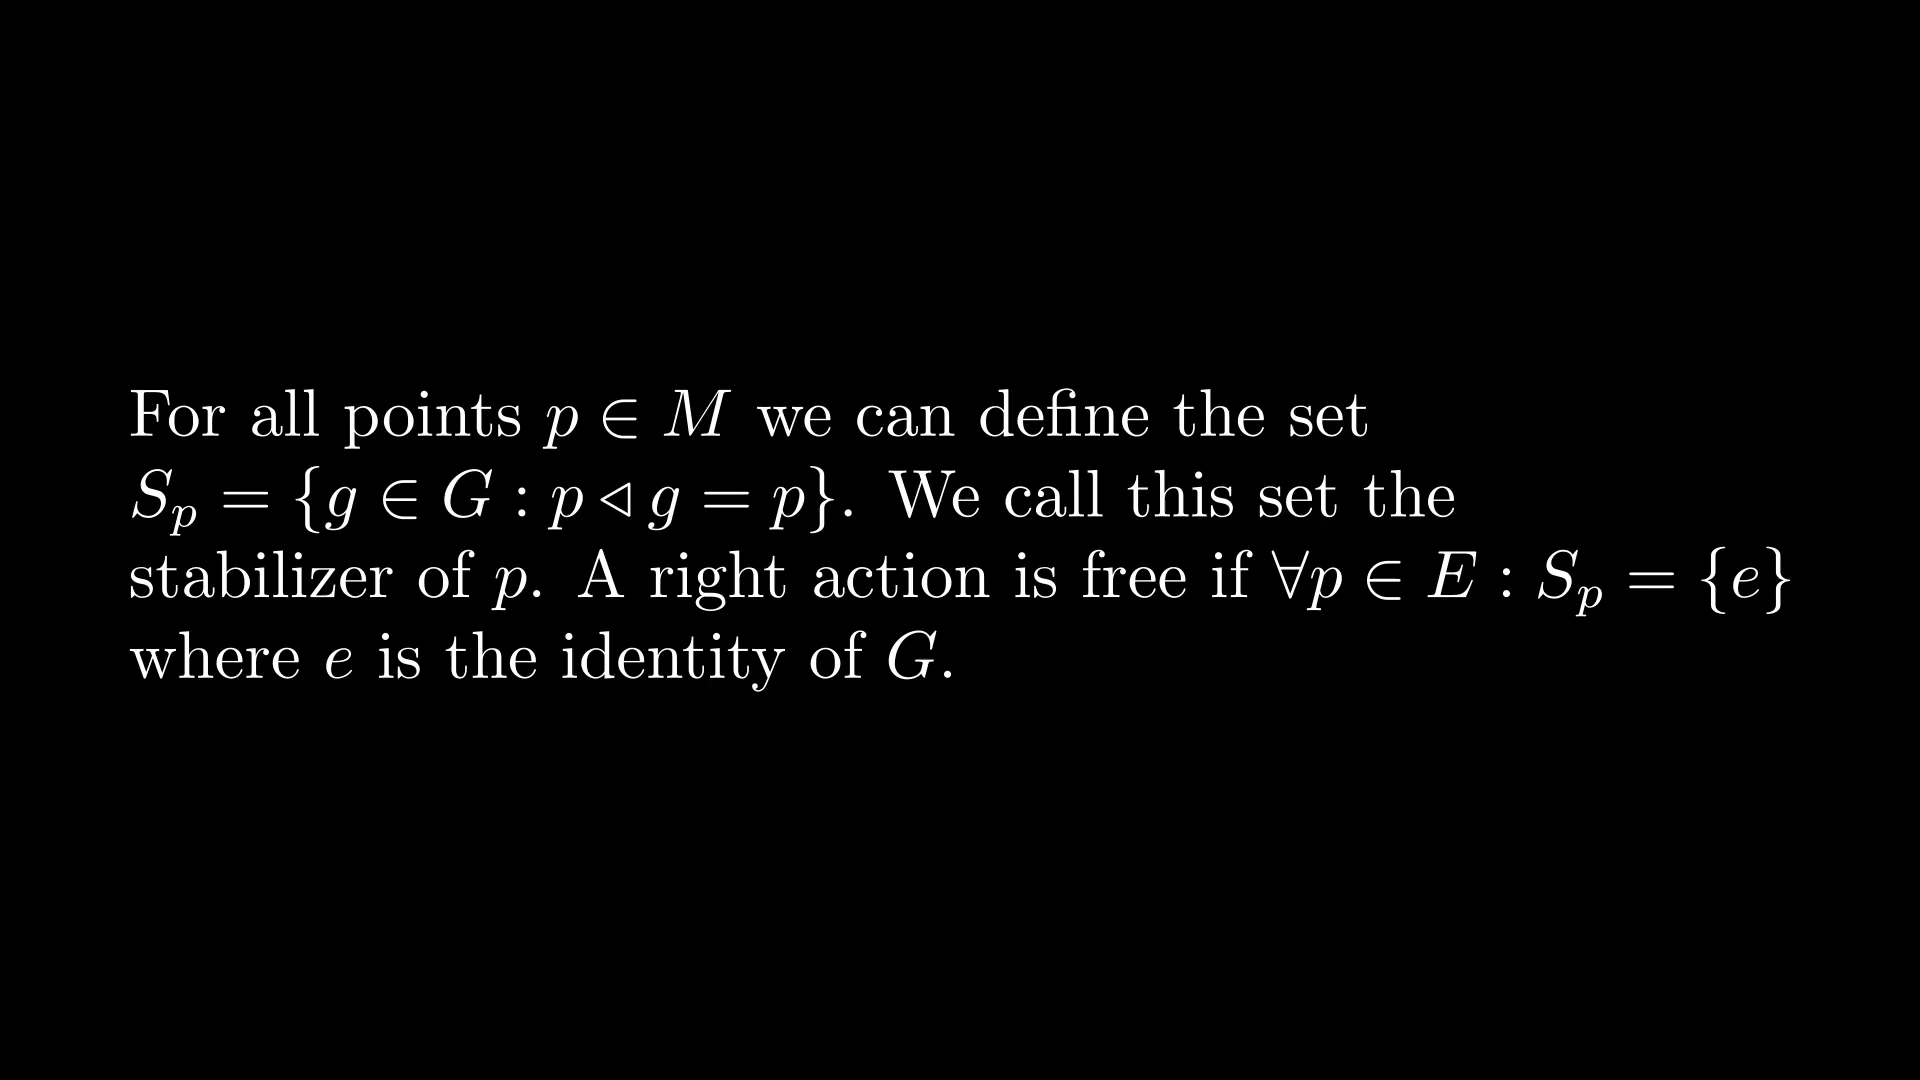 For all points p ∈ M we can define the set
S_p = {g ∈ G : p ◁ g = p}. We call this set the
stabilizer of p. A right action is free if ∀p ∈ E : S_p = {e}
where e is the identity of G.